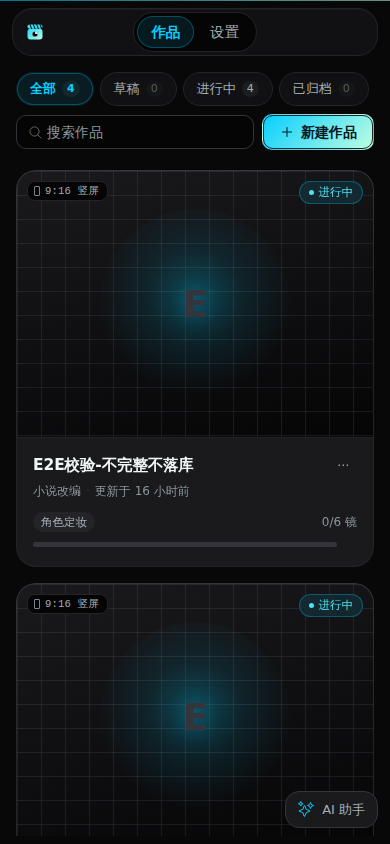 作品 设置
全部 4 草稿 0 进行中 4 已归档 0
搜索作品 + 新建作品
9:16 竖屏 进行中
E
E2E校验-不完整不落库 ...
小说改编 · 更新于 16 小时前
角色定妆 0/6 镜
9:16 竖屏 进行中
E
AI 助手